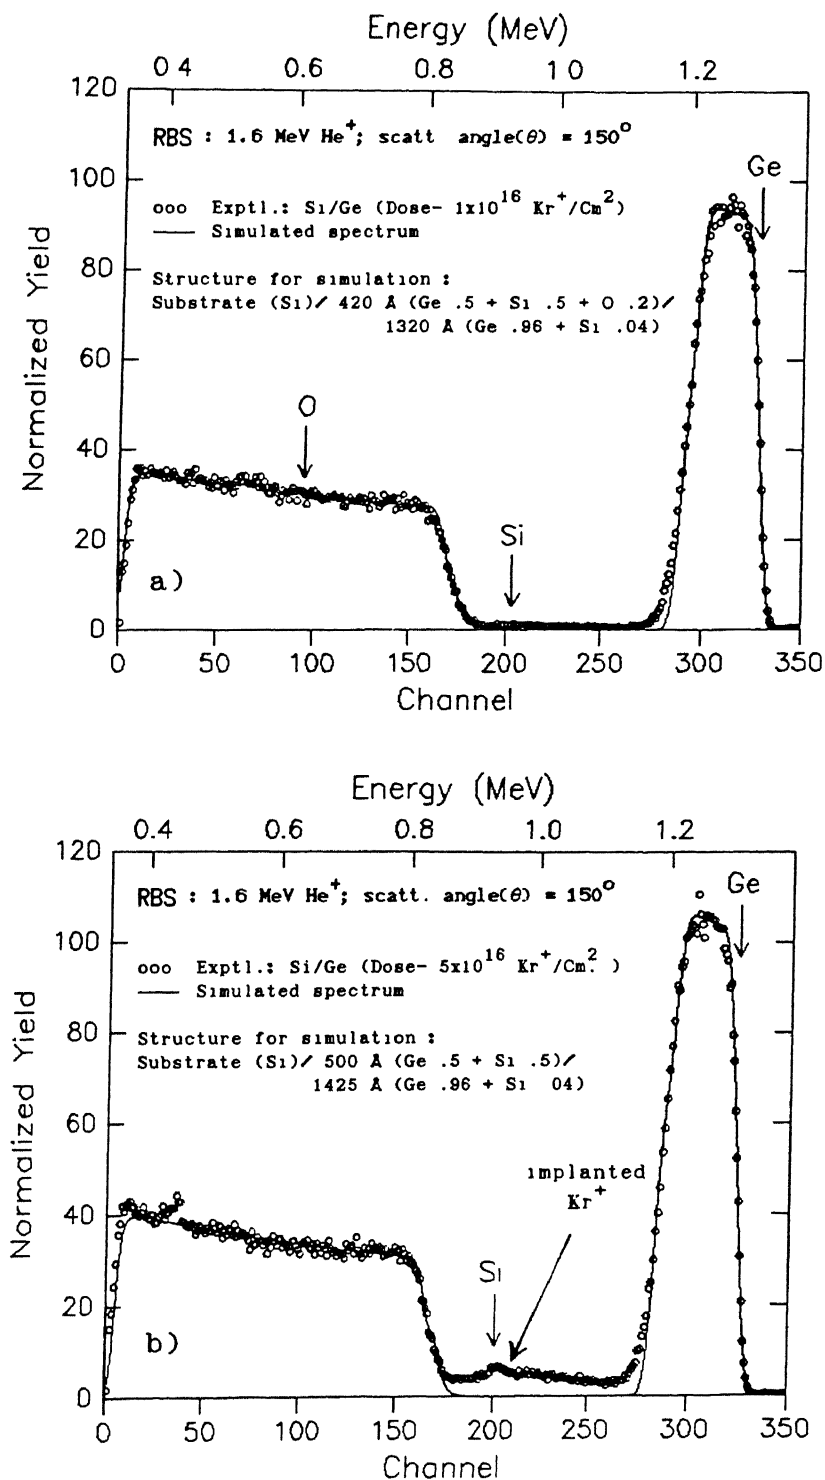 Energy (MeV)
0 4 0.6 0.8 1.0 1.2
120
100
80
60
40
20
0
Normalized Yield
RBS : 1.6 MeV He+; scatt angle(θ) = 150°
Ge
ooo Exptl.: Si/Ge (Dose- 1x10^16 Kr+/Cm^2)
— Simulated spectrum
Structure for simulation :
Substrate (Si)/ 420 Å (Ge .5 + Si .5 + O .2)/
1320 Å (Ge .96 + Si .04)
O
Si
a)
0 50 100 150 200 250 300 350
Channel
Energy (MeV)
0.4 0.6 0.8 1.0 1.2
120
100
80
60
40
20
0
Normalized Yield
RBS : 1.6 MeV He+; scatt. angle(θ) = 150°
Ge
ooo Exptl.: Si/Ge (Dose- 5x10^16 Kr+/Cm^2. )
— Simulated spectrum
Structure for simulation :
Substrate (Si)/ 500 Å (Ge .5 + Si .5)/
1425 Å (Ge .96 + Si 04)
implanted
Kr+
Si
b)
0 50 100 150 200 250 300 350
Channel